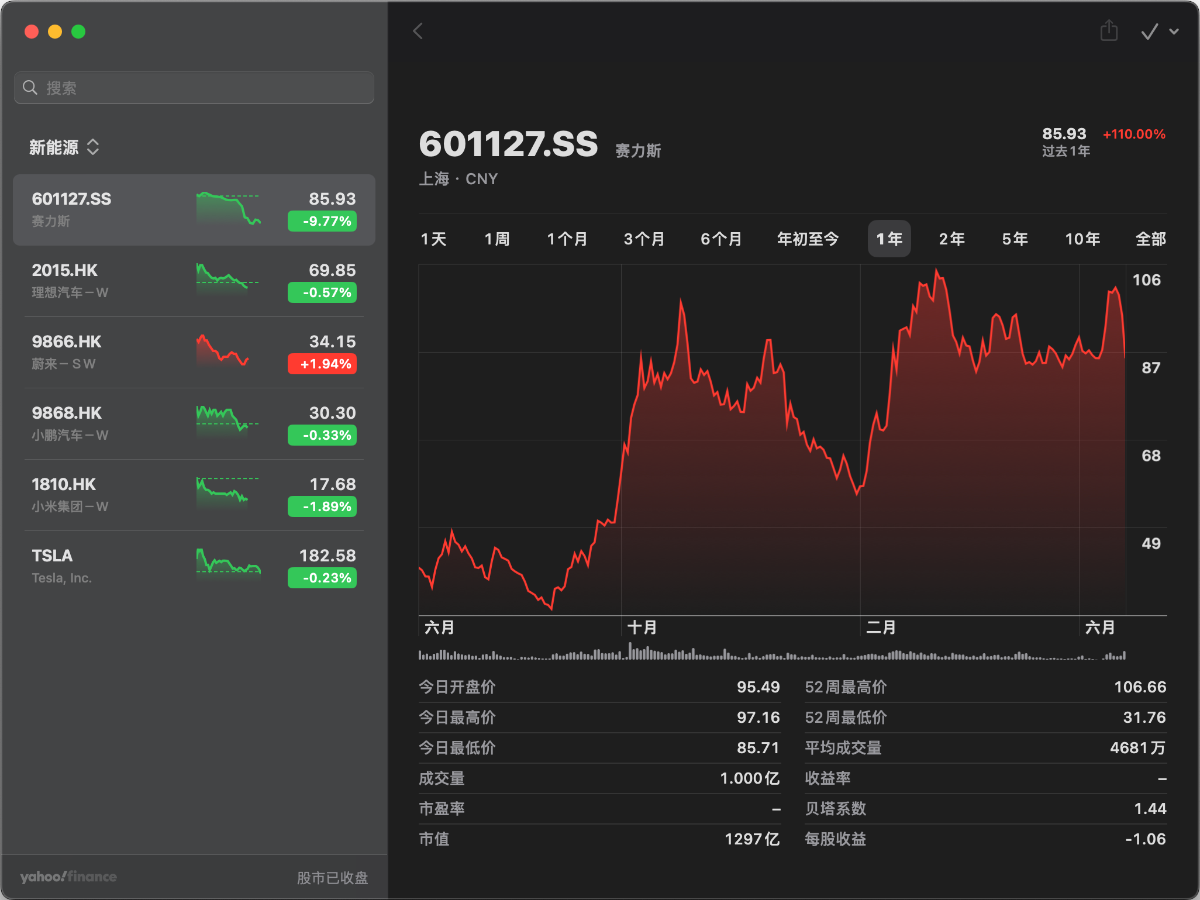 搜索
新能源
601127.SS 85.93
赛力斯 -9.77%
2015.HK 69.85
理想汽车－W -0.57%
9866.HK 34.15
蔚来－ＳＷ +1.94%
9868.HK 30.30
小鹏汽车－W -0.33%
1810.HK 17.68
小米集团－W -1.89%
TSLA 182.58
Tesla, Inc. -0.23%
yahoo!finance 股市已收盘
601127.SS 赛力斯 85.93 +110.00%
上海 · CNY 过去1年
1天 1周 1个月 3个月 6个月 年初至今 1年 2年 5年 10年 全部
106
87
68
49
六月 十月 二月 六月
今日开盘价 95.49 52周最高价 106.66
今日最高价 97.16 52周最低价 31.76
今日最低价 85.71 平均成交量 4681万
成交量 1.000亿 收益率 –
市盈率 – 贝塔系数 1.44
市值 1297亿 每股收益 -1.06